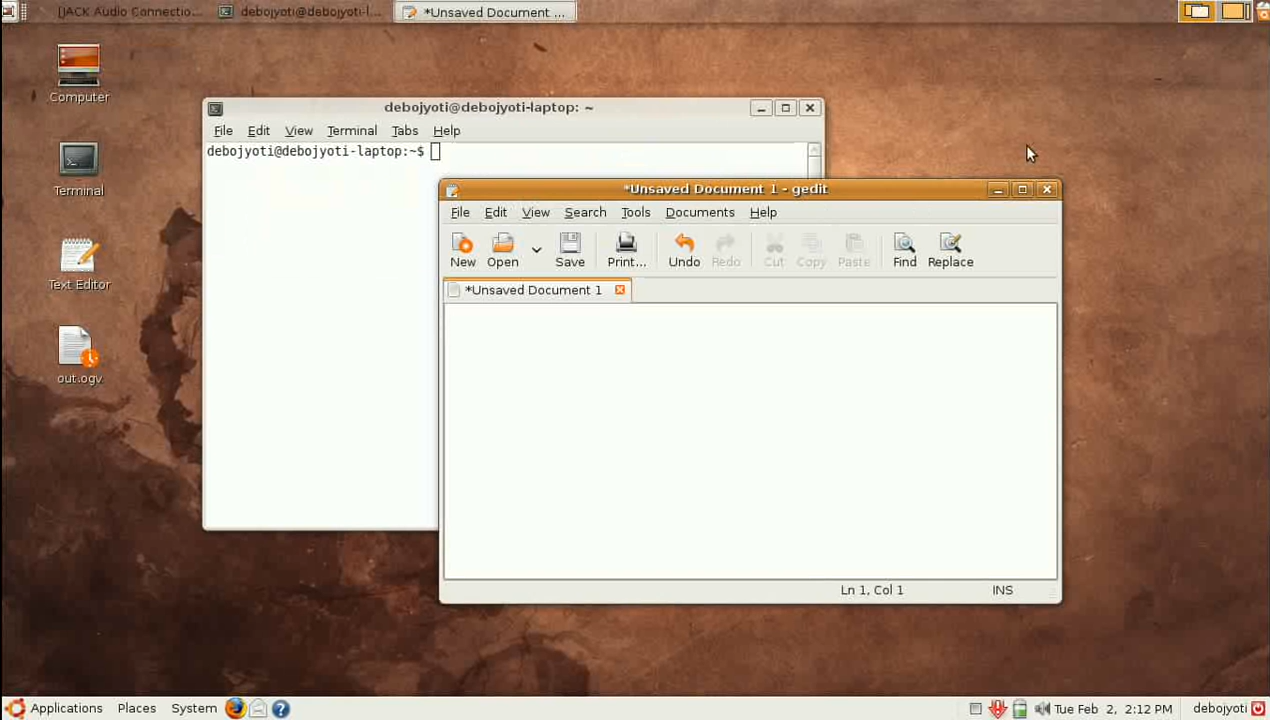 [JACK Audio Connectio...
debojyoti@debojyoti-l...
*Unsaved Document ...
Computer
Terminal
Text Editor
out.ogv
debojyoti@debojyoti-laptop: ~
File Edit View Terminal Tabs Help
debojyoti@debojyoti-laptop:~$
*Unsaved Document 1 - gedit
File Edit View Search Tools Documents Help
New Open Save Print... Undo Redo Cut Copy Paste Find Replace
*Unsaved Document 1
Ln 1, Col 1 INS
Applications Places System Tue Feb 2, 2:12 PM debojyoti